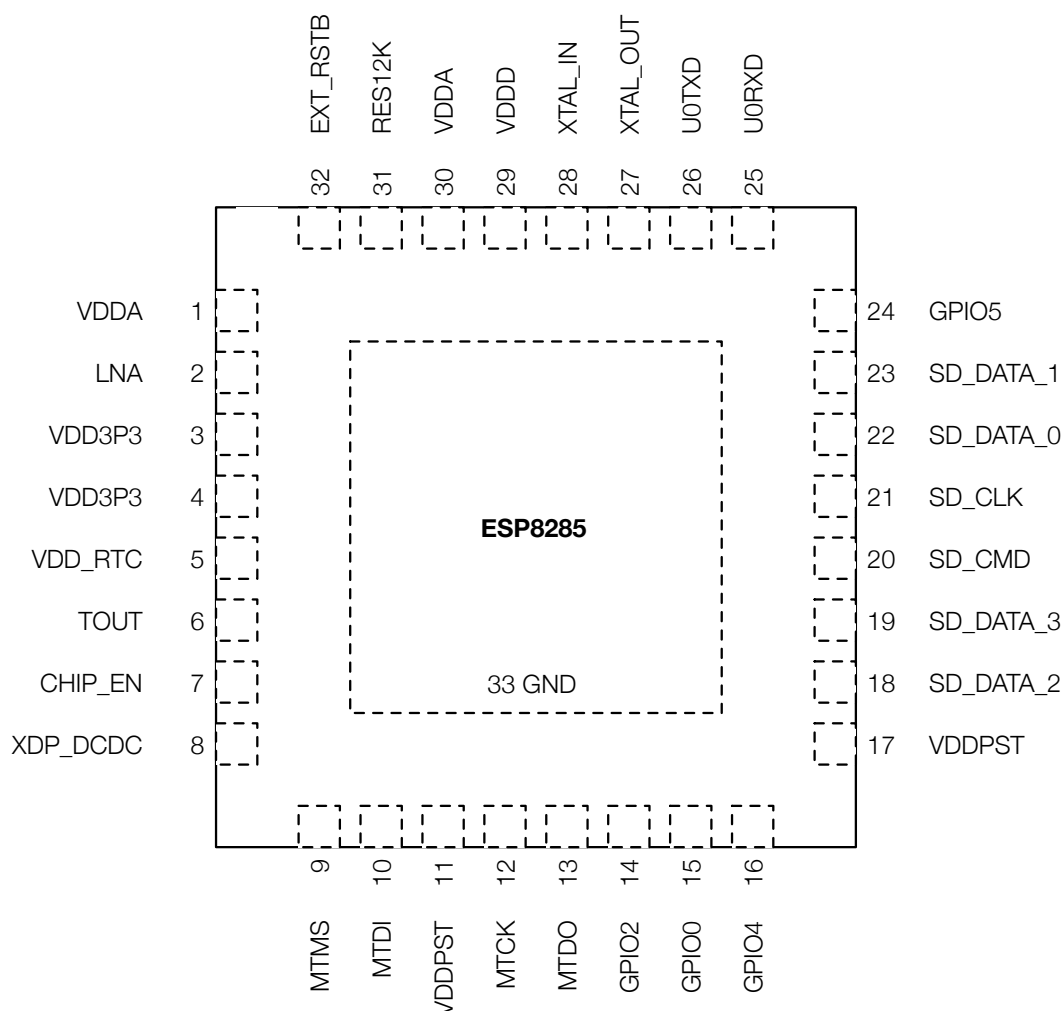 EXT_RSTB
RES12K
VDDA
VDDD
XTAL_IN
XTAL_OUT
U0TXD
U0RXD
32 31 30 29 28 27 26 25
VDDA 1
LNA 2
VDD3P3 3
VDD3P3 4
VDD_RTC 5
TOUT 6
CHIP_EN 7
XDP_DCDC 8
ESP8285
33 GND
24 GPIO5
23 SD_DATA_1
22 SD_DATA_0
21 SD_CLK
20 SD_CMD
19 SD_DATA_3
18 SD_DATA_2
17 VDDPST
9 10 11 12 13 14 15 16
MTMS
MTDI
VDDPST
MTCK
MTDO
GPIO2
GPIO0
GPIO4